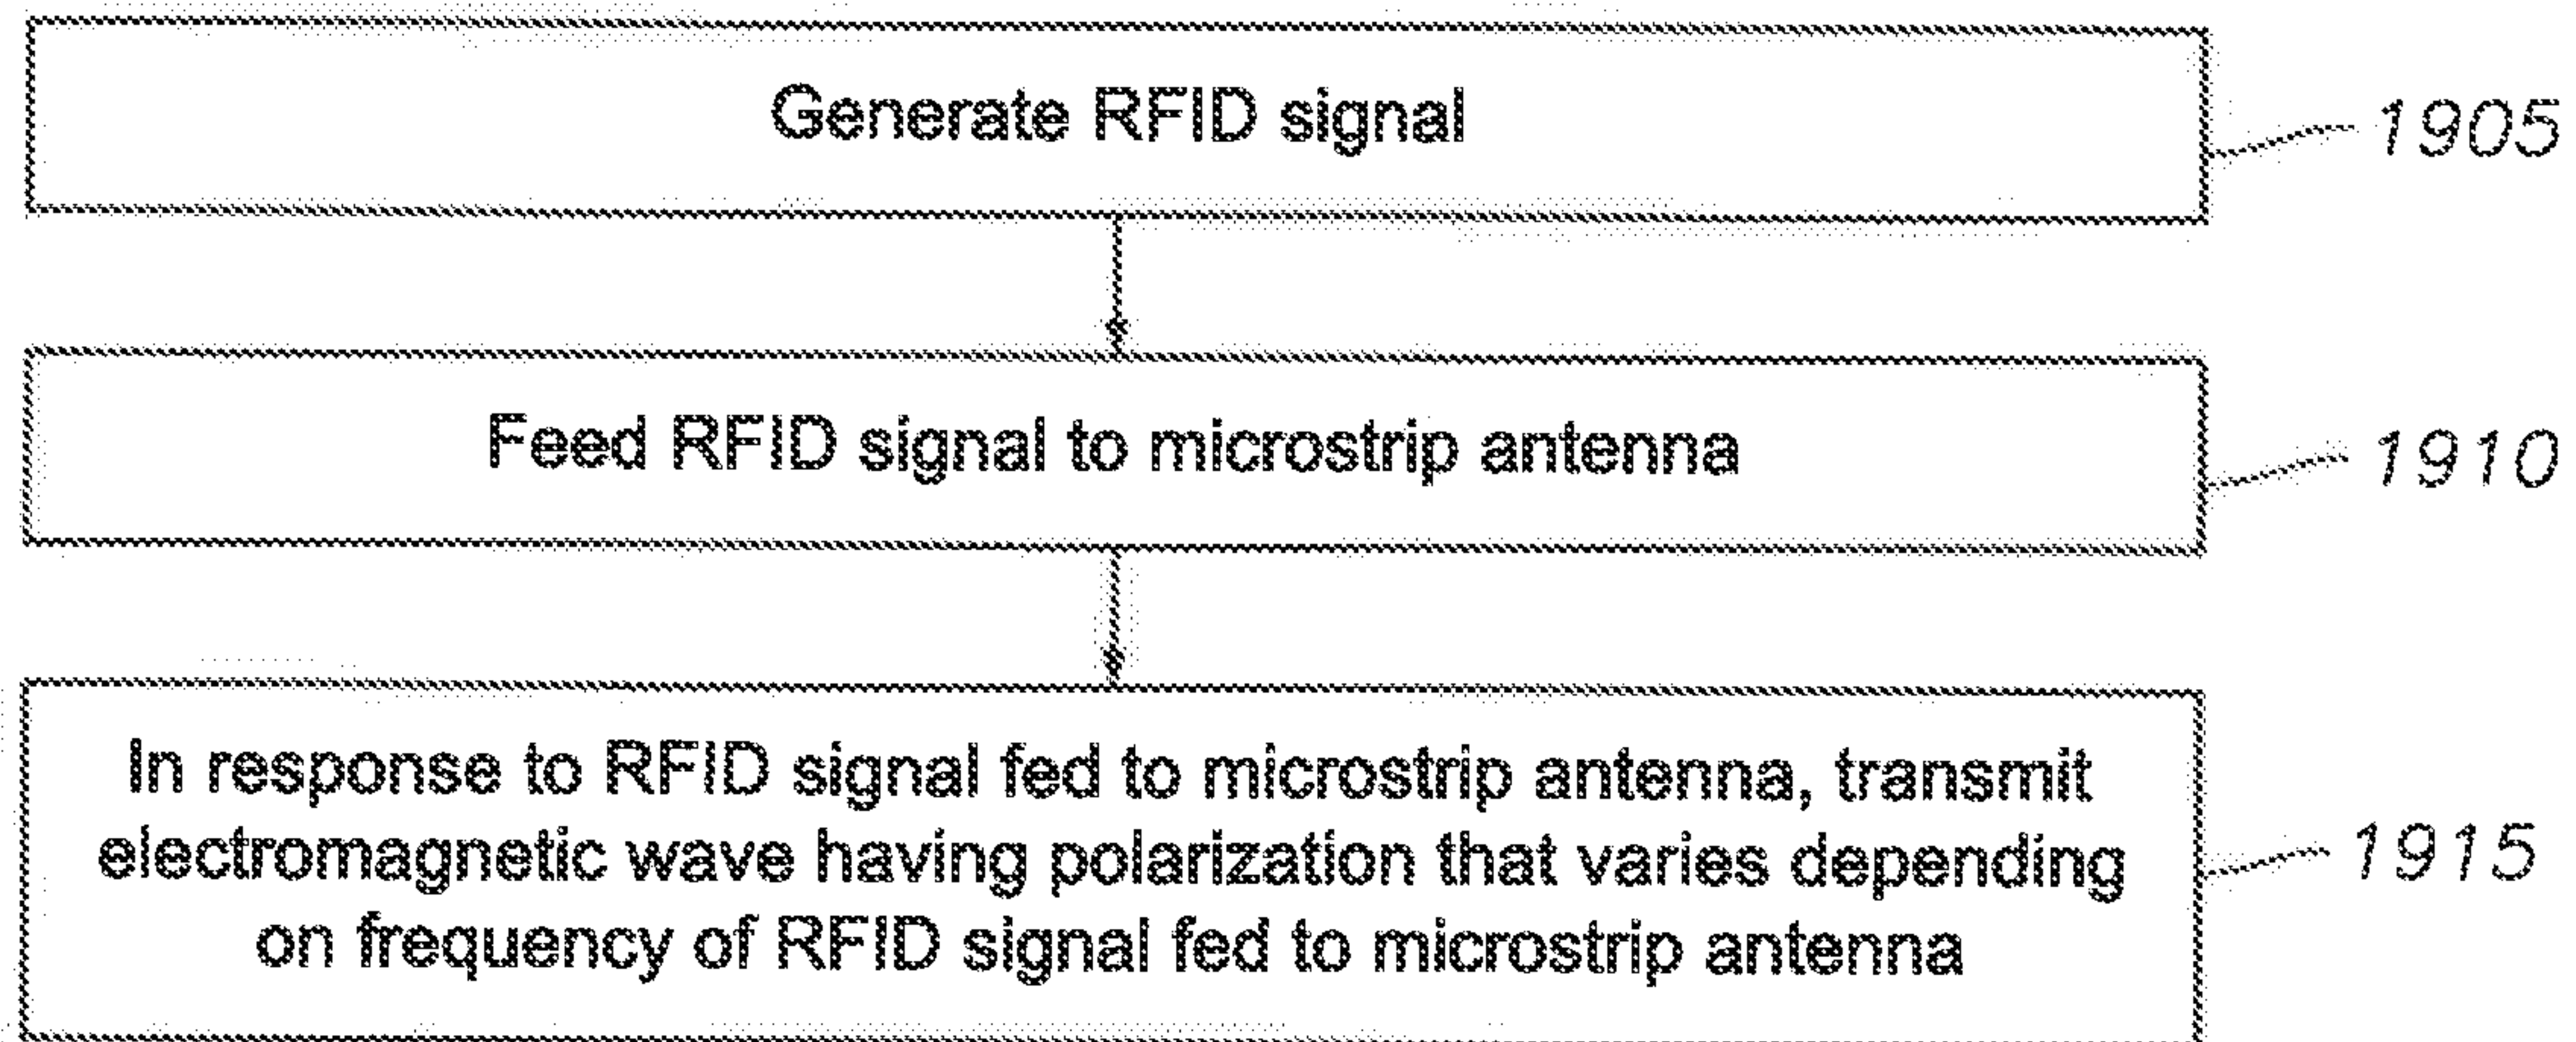 Generate RFID signal
1905
Feed RFID signal to microstrip antenna
1910
In response to RFID signal fed to microstrip antenna, transmit
electromagnetic wave having polarization that varies depending
on frequency of RFID signal fed to microstrip antenna
1915